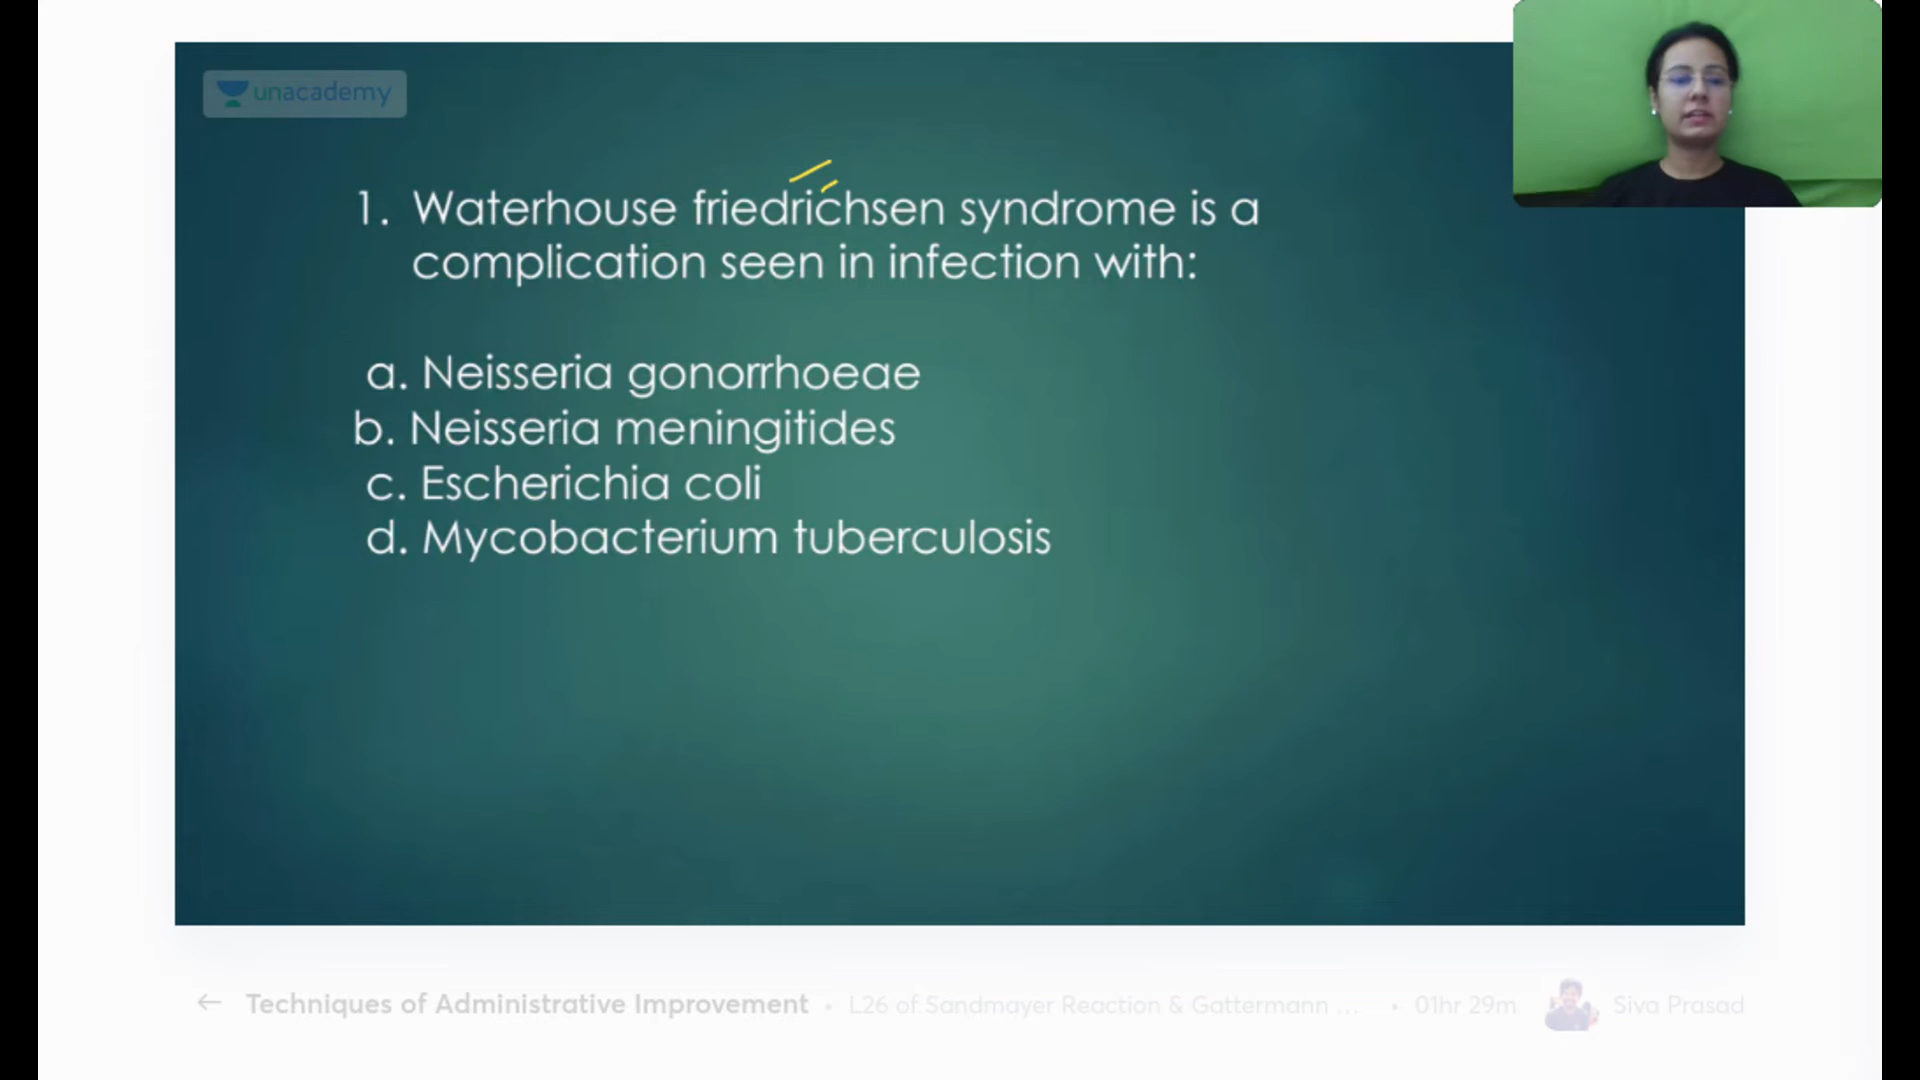 unacademy
1. Waterhouse friedrichsen syndrome is a
complication seen in infection with:
a. Neisseria gonorrhoeae
b. Neisseria meningitides
c. Escherichia coli
d. Mycobacterium tuberculosis
← Techniques of Administrative Improvement • L26 of Sandmayer Reaction & Gattermann ... • 01hr 29m Siva Prasad